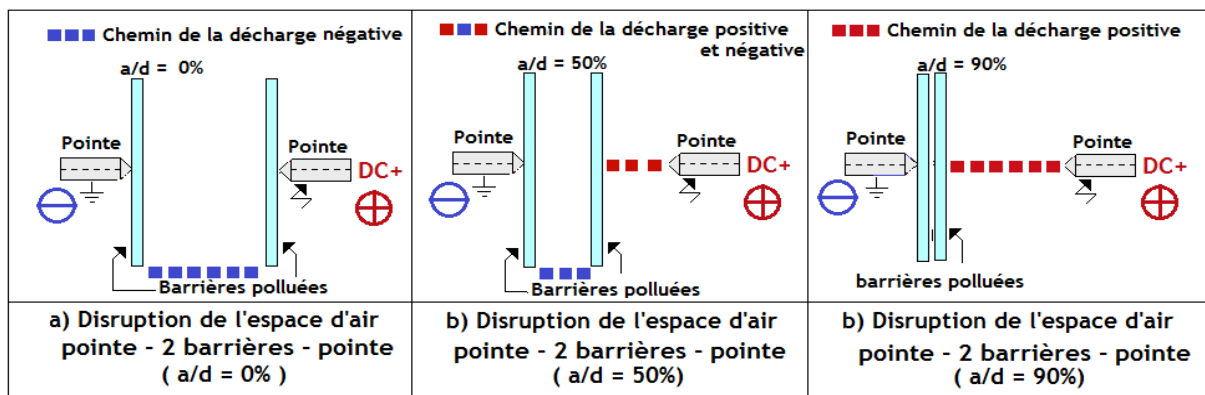 Chemin de la décharge négative
a/d = 0%
Pointe
Pointe
DC+
Barrières polluées
a) Disruption de l'espace d'air
pointe - 2 barrières - pointe
( a/d = 0% )
Chemin de la décharge positive
et négative
a/d = 50%
Pointe
Pointe
DC+
Barrières polluées
b) Disruption de l'espace d'air
pointe - 2 barrières - pointe
( a/d = 50%)
Chemin de la décharge positive
a/d = 90%
Pointe
Pointe
DC+
barrières polluées
b) Disruption de l'espace d'air
pointe - 2 barrières - pointe
( a/d = 90%)